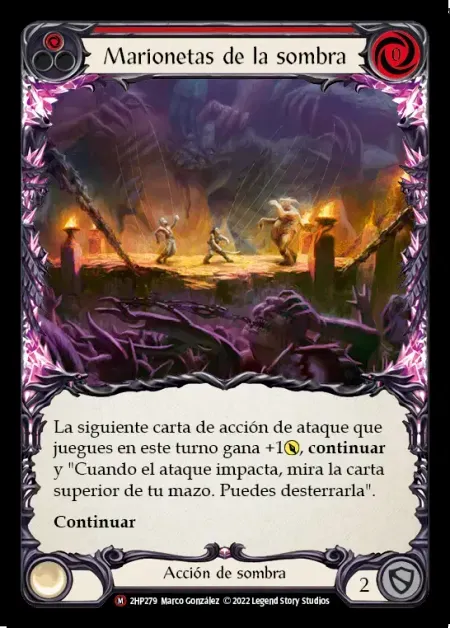 Marionetas de la sombra
0
La siguiente carta de acción de ataque que
juegues en este turno gana +1, continuar
y "Cuando el ataque impacta, mira la carta
superior de tu mazo. Puedes desterrarla".
Continuar
Acción de sombra
2
M 2HP279 Marco González © 2022 Legend Story Studios